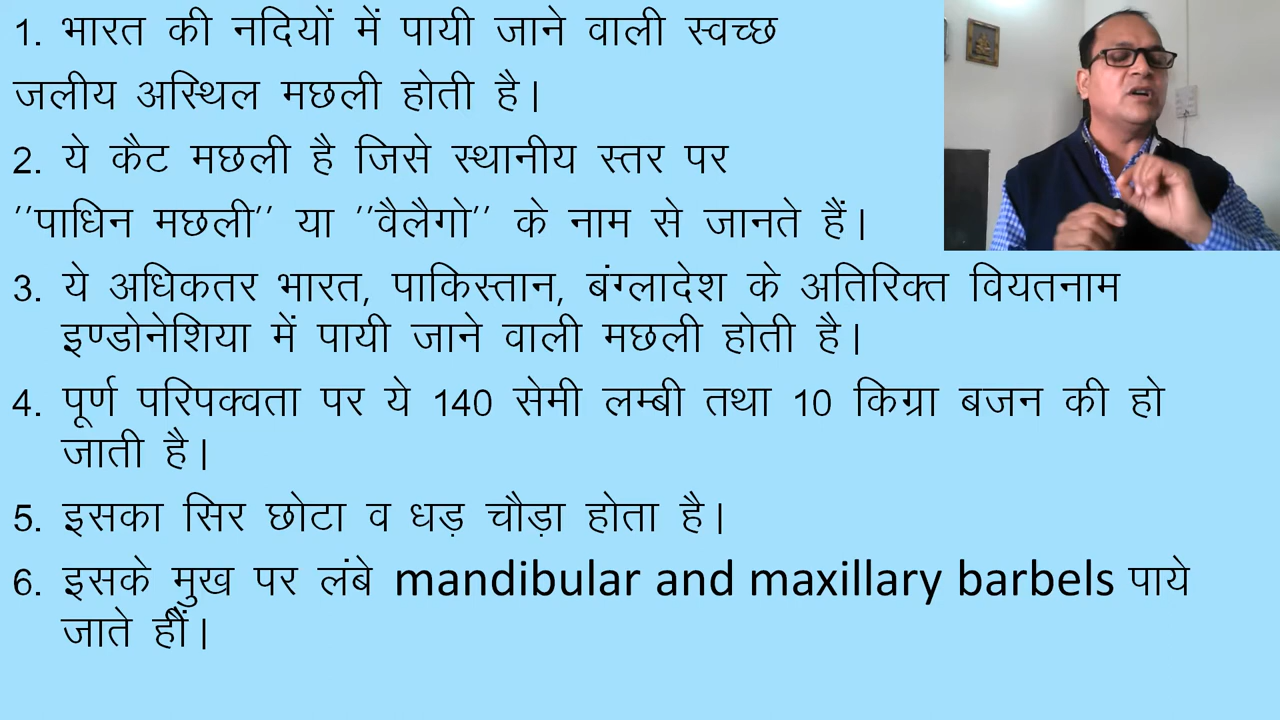 1. भारत की नदियों में पायी जाने वाली स्वच्छ
जलीय अस्थिल मछली होती है।
2. ये कैट मछली है जिसे स्थानीय स्तर पर
''पाधिन मछली'' या ''वैलैगो'' के नाम से जानते हैं।
3. ये अधिकतर भारत, पाकिस्तान, बंग्लादेश के अतिरिक्त वियतनाम
इण्डोनेशिया में पायी जाने वाली मछली होती है।
4. पूर्ण परिपक्वता पर ये 140 सेमी लम्बी तथा 10 किग्रा बजन की हो
जाती है।
5. इसका सिर छोटा व धड़ चौड़ा होता है।
6. इसके मुख पर लंबे mandibular and maxillary barbels पाये
जाते हीं।